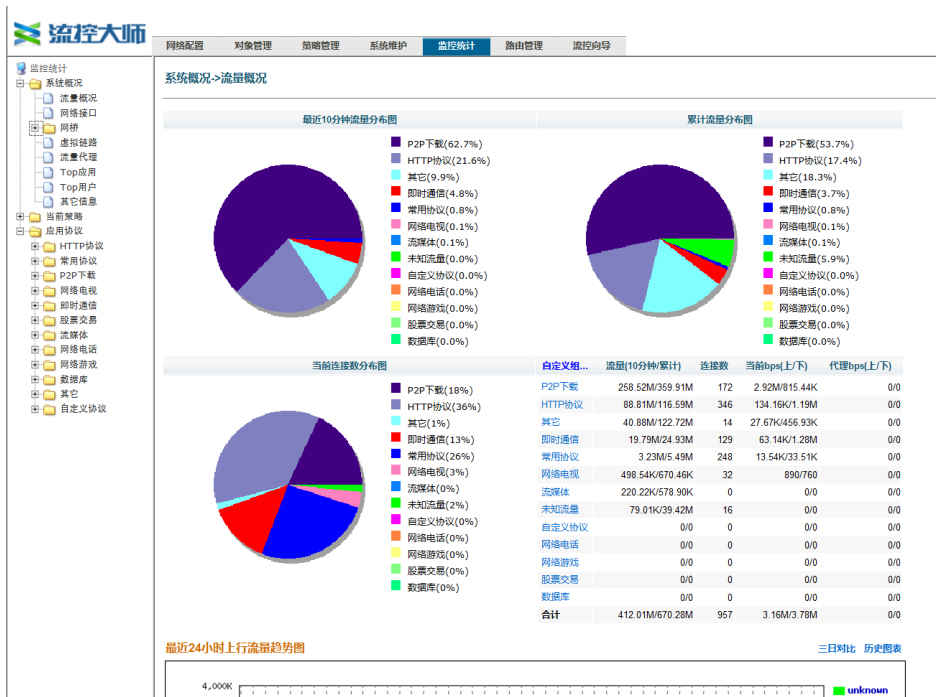 流控大师
网络配置 对象管理 策略管理 系统维护 监控统计 路由管理 流控向导
监控统计
系统概况
流量概况
网络接口
网桥
虚拟链路
流量代理
Top应用
Top用户
其它信息
当前策略
应用协议
HTTP协议
常用协议
P2P下载
网络电视
即时通信
股票交易
流媒体
网络电话
网络游戏
数据库
其它
自定义协议
系统概况->流量概况
最近10分钟流量分布图
P2P下载(62.7%)
HTTP协议(21.6%)
其它(9.9%)
即时通信(4.8%)
常用协议(0.8%)
网络电视(0.1%)
流媒体(0.1%)
未知流量(0.0%)
自定义协议(0.0%)
网络电话(0.0%)
网络游戏(0.0%)
股票交易(0.0%)
数据库(0.0%)
累计流量分布图
P2P下载(53.7%)
HTTP协议(17.4%)
其它(18.3%)
即时通信(3.7%)
常用协议(0.8%)
网络电视(0.1%)
流媒体(0.1%)
未知流量(5.9%)
自定义协议(0.0%)
网络电话(0.0%)
网络游戏(0.0%)
股票交易(0.0%)
数据库(0.0%)
当前连接数分布图
P2P下载(18%)
HTTP协议(36%)
其它(1%)
即时通信(13%)
常用协议(26%)
网络电视(3%)
流媒体(0%)
未知流量(2%)
自定义协议(0%)
网络电话(0%)
网络游戏(0%)
股票交易(0%)
数据库(0%)
自定义组... 流量(10分钟/累计) 连接数 当前bps(上/下) 代理bps(上/下)
P2P下载 258.52M/359.91M 172 2.92M/815.44K 0/0
HTTP协议 88.81M/116.59M 346 134.16K/1.19M 0/0
其它 40.88M/122.72M 14 27.67K/456.93K 0/0
即时通信 19.79M/24.93M 129 63.14K/1.28M 0/0
常用协议 3.23M/5.49M 248 13.54K/33.51K 0/0
网络电视 498.54K/670.46K 32 890/760 0/0
流媒体 220.22K/578.90K 0 0/0 0/0
未知流量 79.01K/39.42M 16 0/0 0/0
自定义协议 0/0 0 0/0 0/0
网络电话 0/0 0 0/0 0/0
网络游戏 0/0 0 0/0 0/0
股票交易 0/0 0 0/0 0/0
数据库 0/0 0 0/0 0/0
合计 412.01M/670.28M 957 3.16M/3.78M 0/0
最近24小时上行流量趋势图 三日对比 历史图表
4,000K
unknown